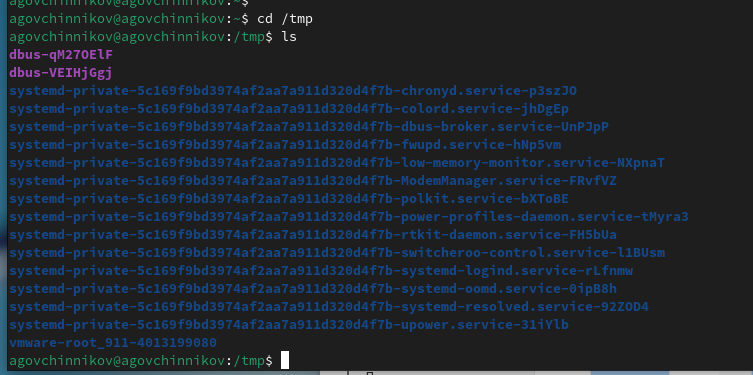 agovchinnikov@agovchinnikov:~$
agovchinnikov@agovchinnikov:~$ cd /tmp
agovchinnikov@agovchinnikov:/tmp$ ls
dbus-qM27OElF
dbus-VEIHjGgj
systemd-private-5c169f9bd3974af2aa7a911d320d4f7b-chronyd.service-p3szJO
systemd-private-5c169f9bd3974af2aa7a911d320d4f7b-colord.service-jhDgEp
systemd-private-5c169f9bd3974af2aa7a911d320d4f7b-dbus-broker.service-UnPJpP
systemd-private-5c169f9bd3974af2aa7a911d320d4f7b-fwupd.service-hNp5vm
systemd-private-5c169f9bd3974af2aa7a911d320d4f7b-low-memory-monitor.service-NXpnaT
systemd-private-5c169f9bd3974af2aa7a911d320d4f7b-ModemManager.service-FRvfVZ
systemd-private-5c169f9bd3974af2aa7a911d320d4f7b-polkit.service-bXToBE
systemd-private-5c169f9bd3974af2aa7a911d320d4f7b-power-profiles-daemon.service-tMyra3
systemd-private-5c169f9bd3974af2aa7a911d320d4f7b-rtkit-daemon.service-FH5bUa
systemd-private-5c169f9bd3974af2aa7a911d320d4f7b-switcheroo-control.service-l1BUsm
systemd-private-5c169f9bd3974af2aa7a911d320d4f7b-systemd-logind.service-rLfnmw
systemd-private-5c169f9bd3974af2aa7a911d320d4f7b-systemd-oomd.service-0ipB8h
systemd-private-5c169f9bd3974af2aa7a911d320d4f7b-systemd-resolved.service-92ZOD4
systemd-private-5c169f9bd3974af2aa7a911d320d4f7b-upower.service-31iYlb
vmware-root_911-4013199080
agovchinnikov@agovchinnikov:/tmp$